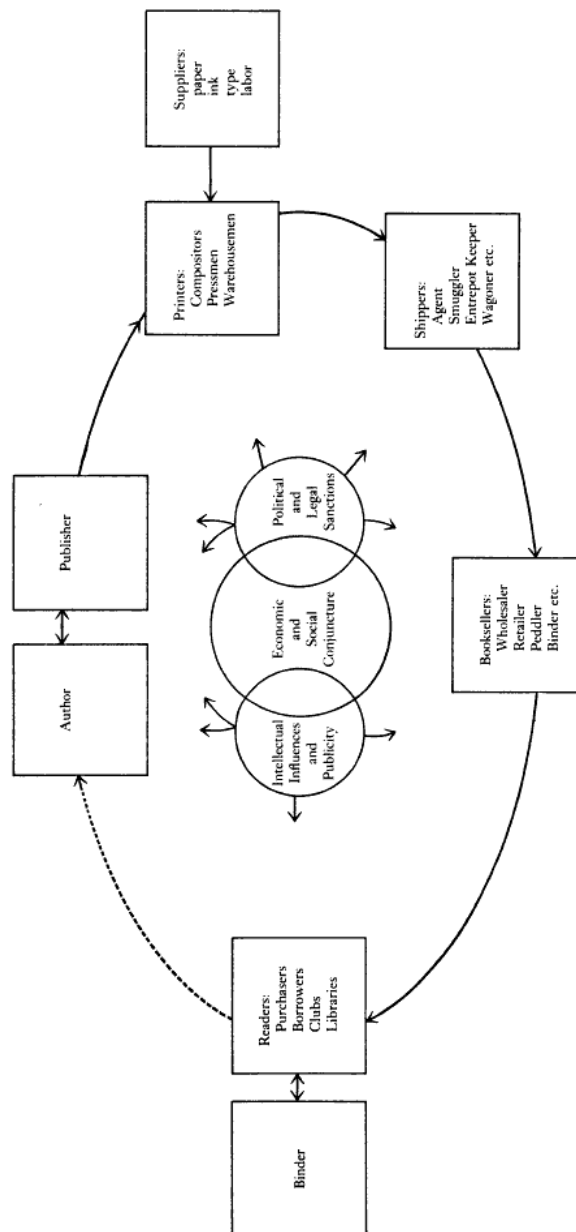 Author
Publisher
Suppliers:
paper
ink
type
labor
Printers:
Compositors
Pressmen
Warehousemen
Intellectual
Influences
and
Publicity
Economic
and
Social
Conjuncture
Political
and
Legal
Sanctions
Binder
Readers:
Purchasers
Borrowers
Clubs
Libraries
Booksellers:
Wholesaler
Retailer
Peddler
Binder etc.
Shippers:
Agent
Smuggler
Entrepot Keeper
Wagoner etc.